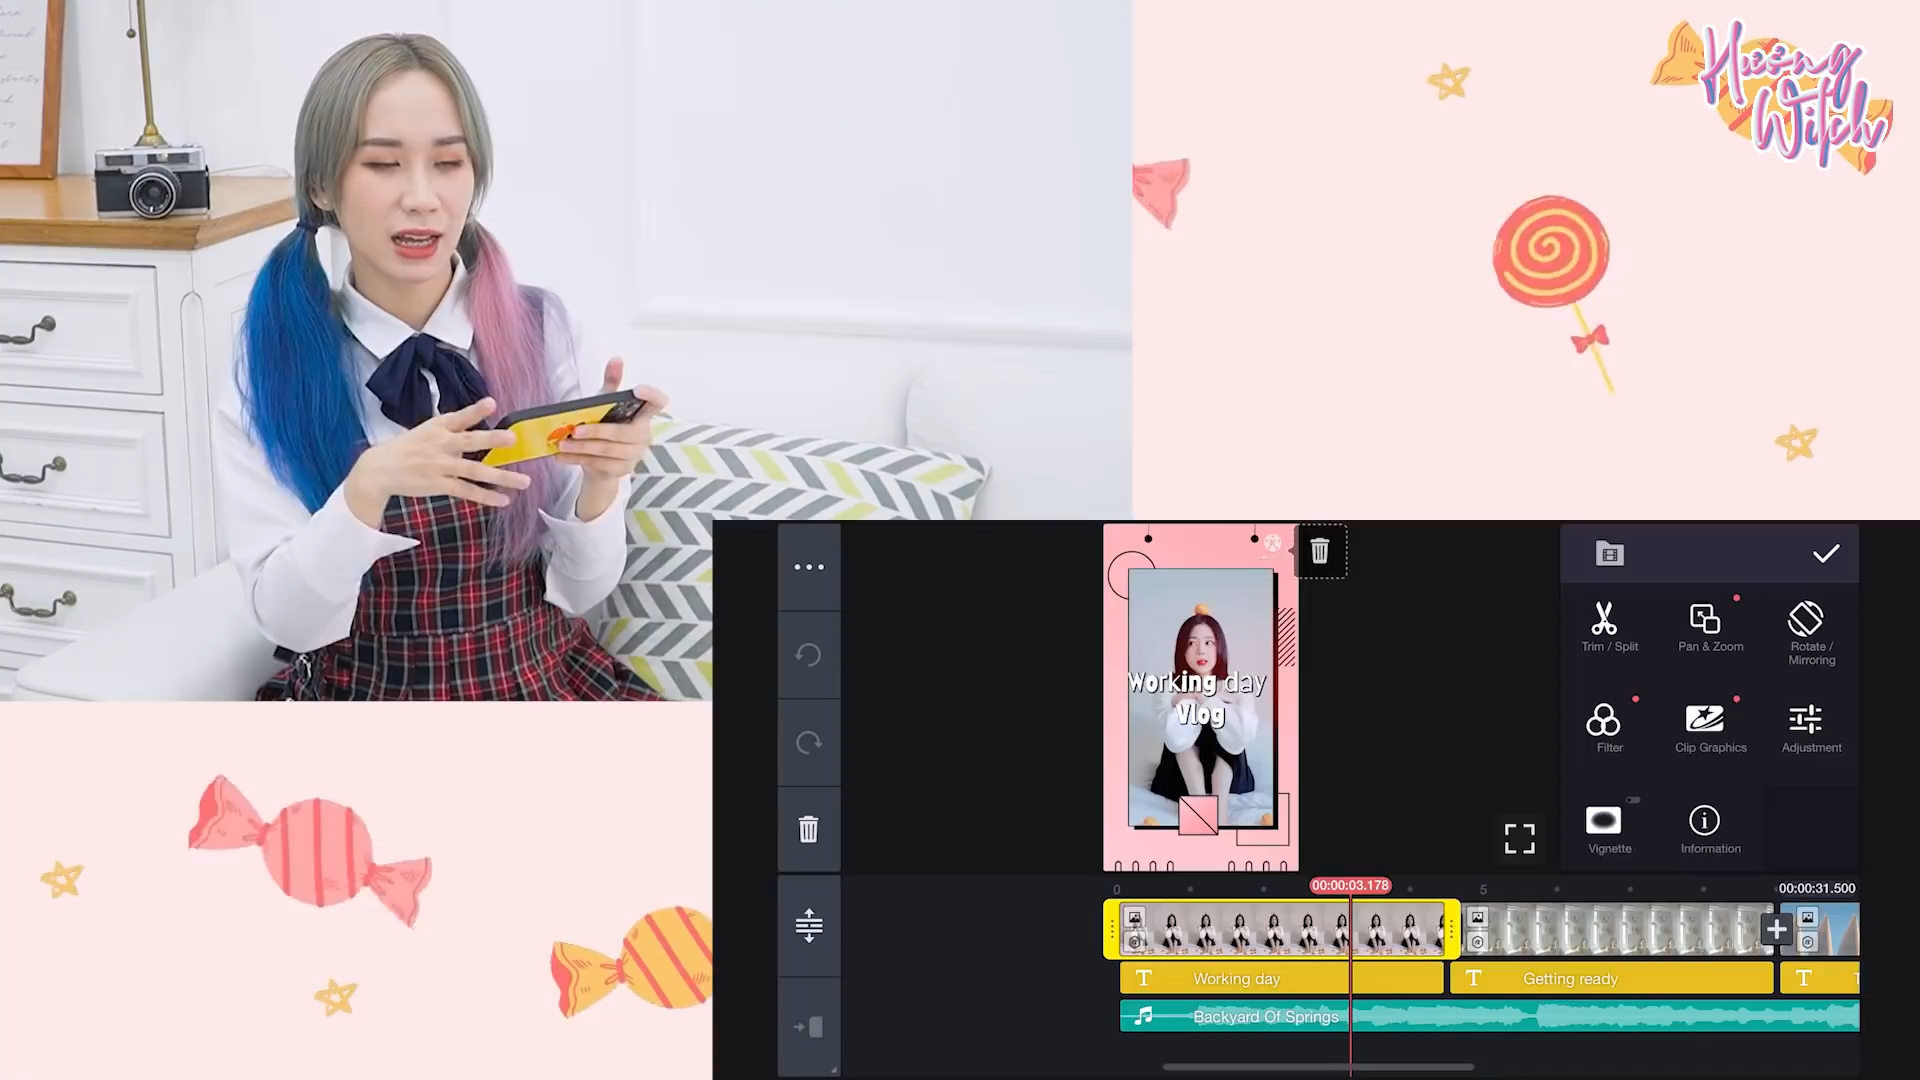 Hương
Witch
Working day
Vlog
Trim / Split
Pan & Zoom
Rotate /
Mirroring
Filter
Clip Graphics
Adjustment
Vignette
Information
0
00:00:03.178
5
00:00:31.500
T Working day
T Getting ready
T
Backyard Of Springs